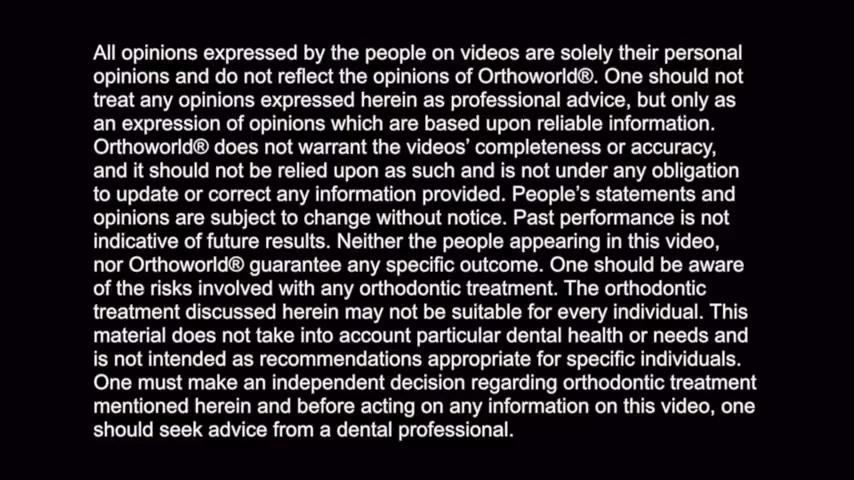 All opinions expressed by the people on videos are solely their personal
opinions and do not reflect the opinions of Orthoworld®. One should not
treat any opinions expressed herein as professional advice, but only as
an expression of opinions which are based upon reliable information.
Orthoworld® does not warrant the videos’ completeness or accuracy,
and it should not be relied upon as such and is not under any obligation
to update or correct any information provided. People’s statements and
opinions are subject to change without notice. Past performance is not
indicative of future results. Neither the people appearing in this video,
nor Orthoworld® guarantee any specific outcome. One should be aware
of the risks involved with any orthodontic treatment. The orthodontic
treatment discussed herein may not be suitable for every individual. This
material does not take into account particular dental health or needs and
is not intended as recommendations appropriate for specific individuals.
One must make an independent decision regarding orthodontic treatment
mentioned herein and before acting on any information on this video, one
should seek advice from a dental professional.